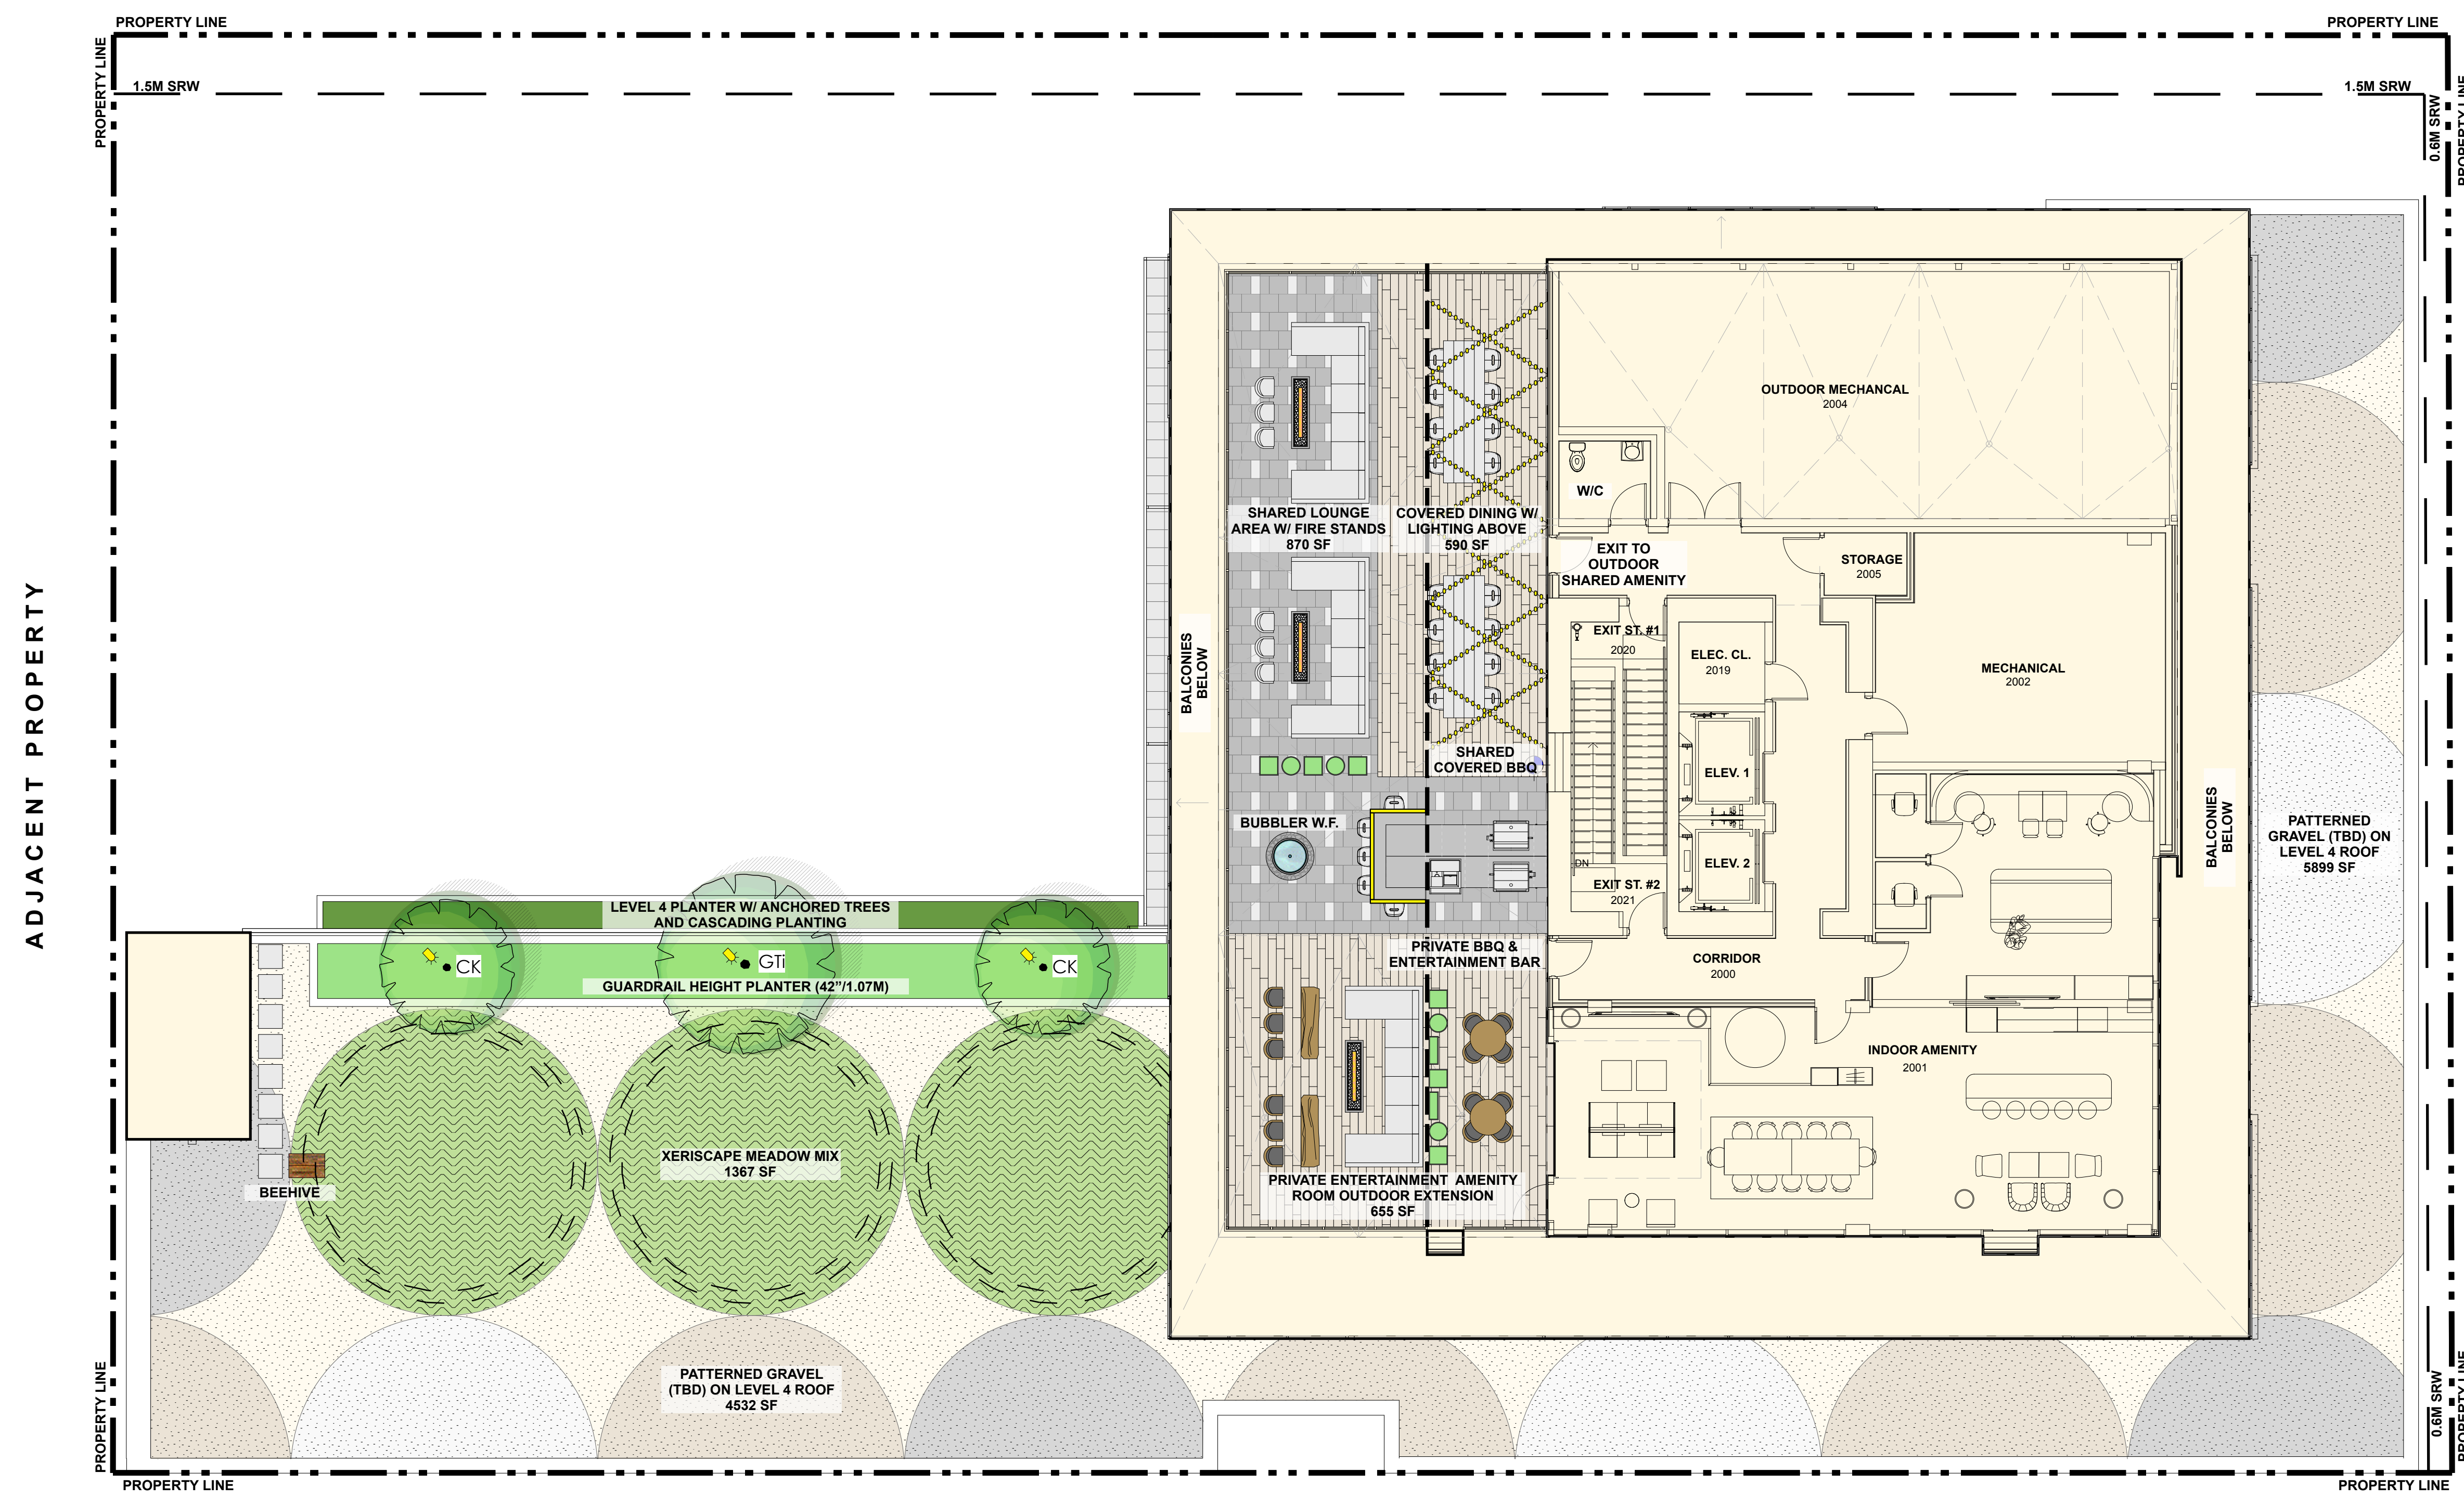 PROPERTY LINE
PROPERTY LINE
PROPERTY LINE
PROPERTY LINE
1.5M SRW
1.5M SRW
0.6M SRW
ADJACENT PROPERTY
OUTDOOR MECHANCAL
2004
W/C
SHARED LOUNGE
AREA W/ FIRE STANDS
870 SF
COVERED DINING W/
LIGHTING ABOVE
590 SF
EXIT TO
OUTDOOR
SHARED AMENITY
STORAGE
2005
EXIT ST. #1
2020
ELEC. CL.
2019
MECHANICAL
2002
BALCONIES
BELOW
SHARED
COVERED BBQ
ELEV. 1
BUBBLER W.F.
BALCONIES
BELOW
PATTERNED
GRAVEL (TBD) ON
LEVEL 4 ROOF
5899 SF
DN
ELEV. 2
EXIT ST. #2
2021
LEVEL 4 PLANTER W/ ANCHORED TREES
AND CASCADING PLANTING
CK
GTi
CK
GUARDRAIL HEIGHT PLANTER (42”/1.07M)
PRIVATE BBQ &
ENTERTAINMENT BAR
CORRIDOR
2000
INDOOR AMENITY
2001
XERISCAPE MEADOW MIX
1367 SF
BEEHIVE
PRIVATE ENTERTAINMENT AMENITY
ROOM OUTDOOR EXTENSION
655 SF
PATTERNED GRAVEL
(TBD) ON LEVEL 4 ROOF
4532 SF
PROPERTY LINE
0.6M SRW
PROPERTY LINE
PROPERTY LINE
PROPERTY LINE